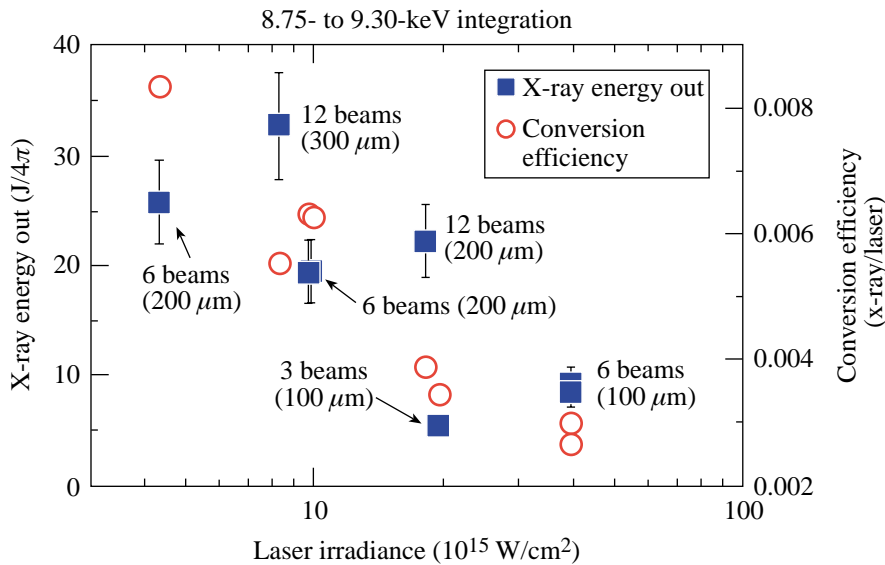 8.75- to 9.30-keV integration
40
30
20
10
0
X-ray energy out (J/4π)
12 beams
(300 μm)
X-ray energy out
Conversion
efficiency
12 beams
(200 μm)
6 beams
(200 μm)
6 beams (200 μm)
3 beams
(100 μm)
6 beams
(100 μm)
0.008
0.006
0.004
0.002
Conversion efficiency
(x-ray/laser)
10
100
Laser irradiance (10¹⁵ W/cm²)